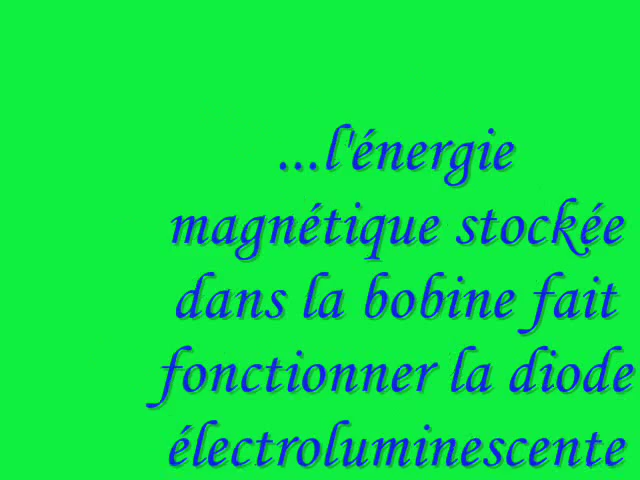 ...l'énergie
magnétique stockée
dans la bobine fait
fonctionner la diode
électroluminescente